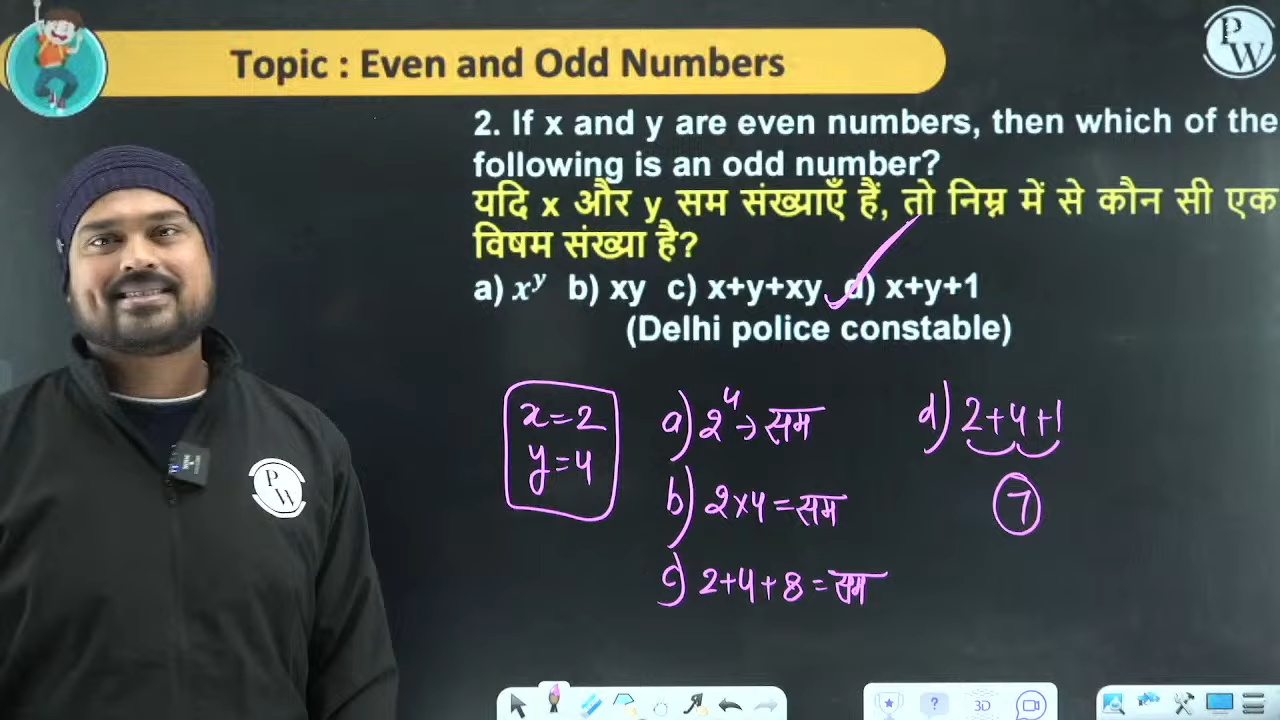 Topic : Even and Odd Numbers
PW
2. If x and y are even numbers, then which of the
following is an odd number?
यदि x और y सम संख्याएँ हैं, तो निम्न में से कौन सी एक
विषम संख्या है?
a) x^y b) xy c) x+y+xy d) x+y+1
(Delhi police constable)
x=2
y=4
a) 2^4 → सम
b) 2×4 = सम
c) 2+4+8 = सम
d) 2+4+1
7
PW
3D